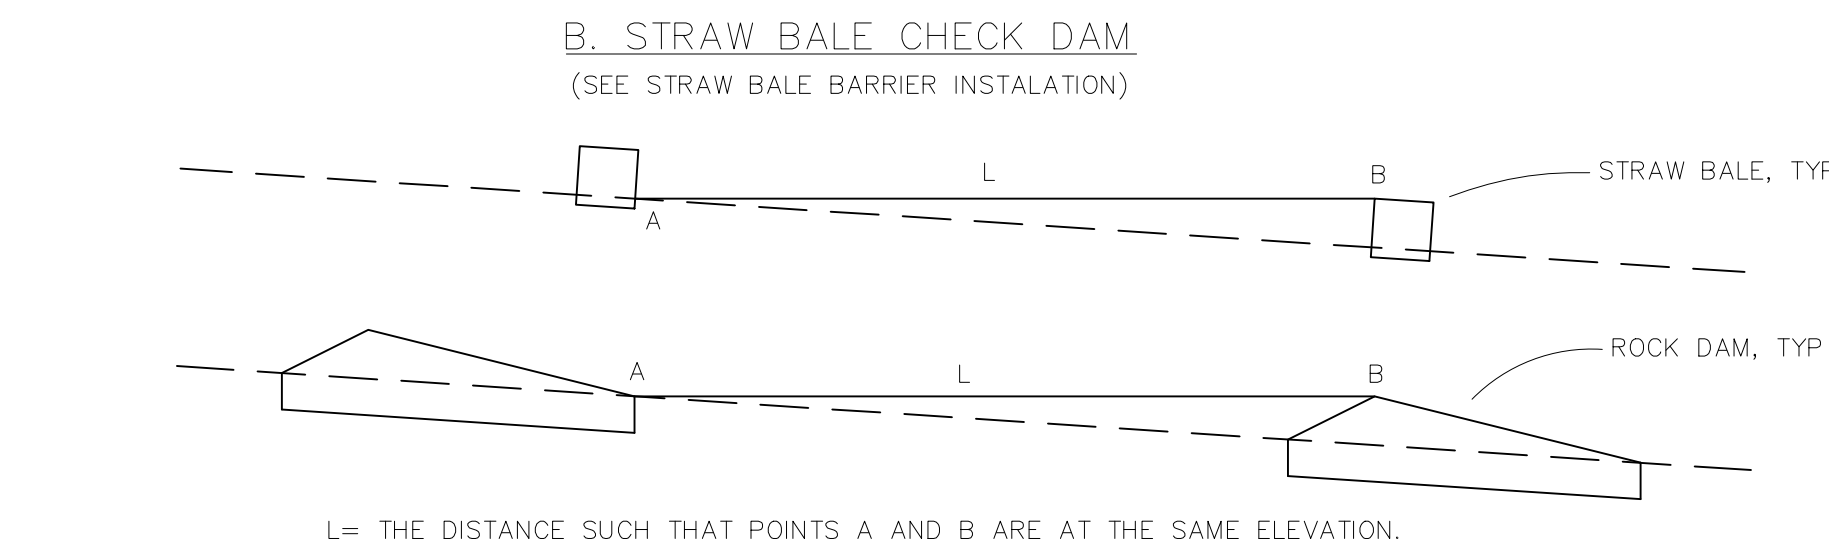 B. STRAW BALE CHECK DAM
(SEE STRAW BALE BARRIER INSTALATION)
L
B
STRAW BALE, TYP
A
ROCK DAM, TYP
A
L
B
L= THE DISTANCE SUCH THAT POINTS A AND B ARE AT THE SAME ELEVATION.